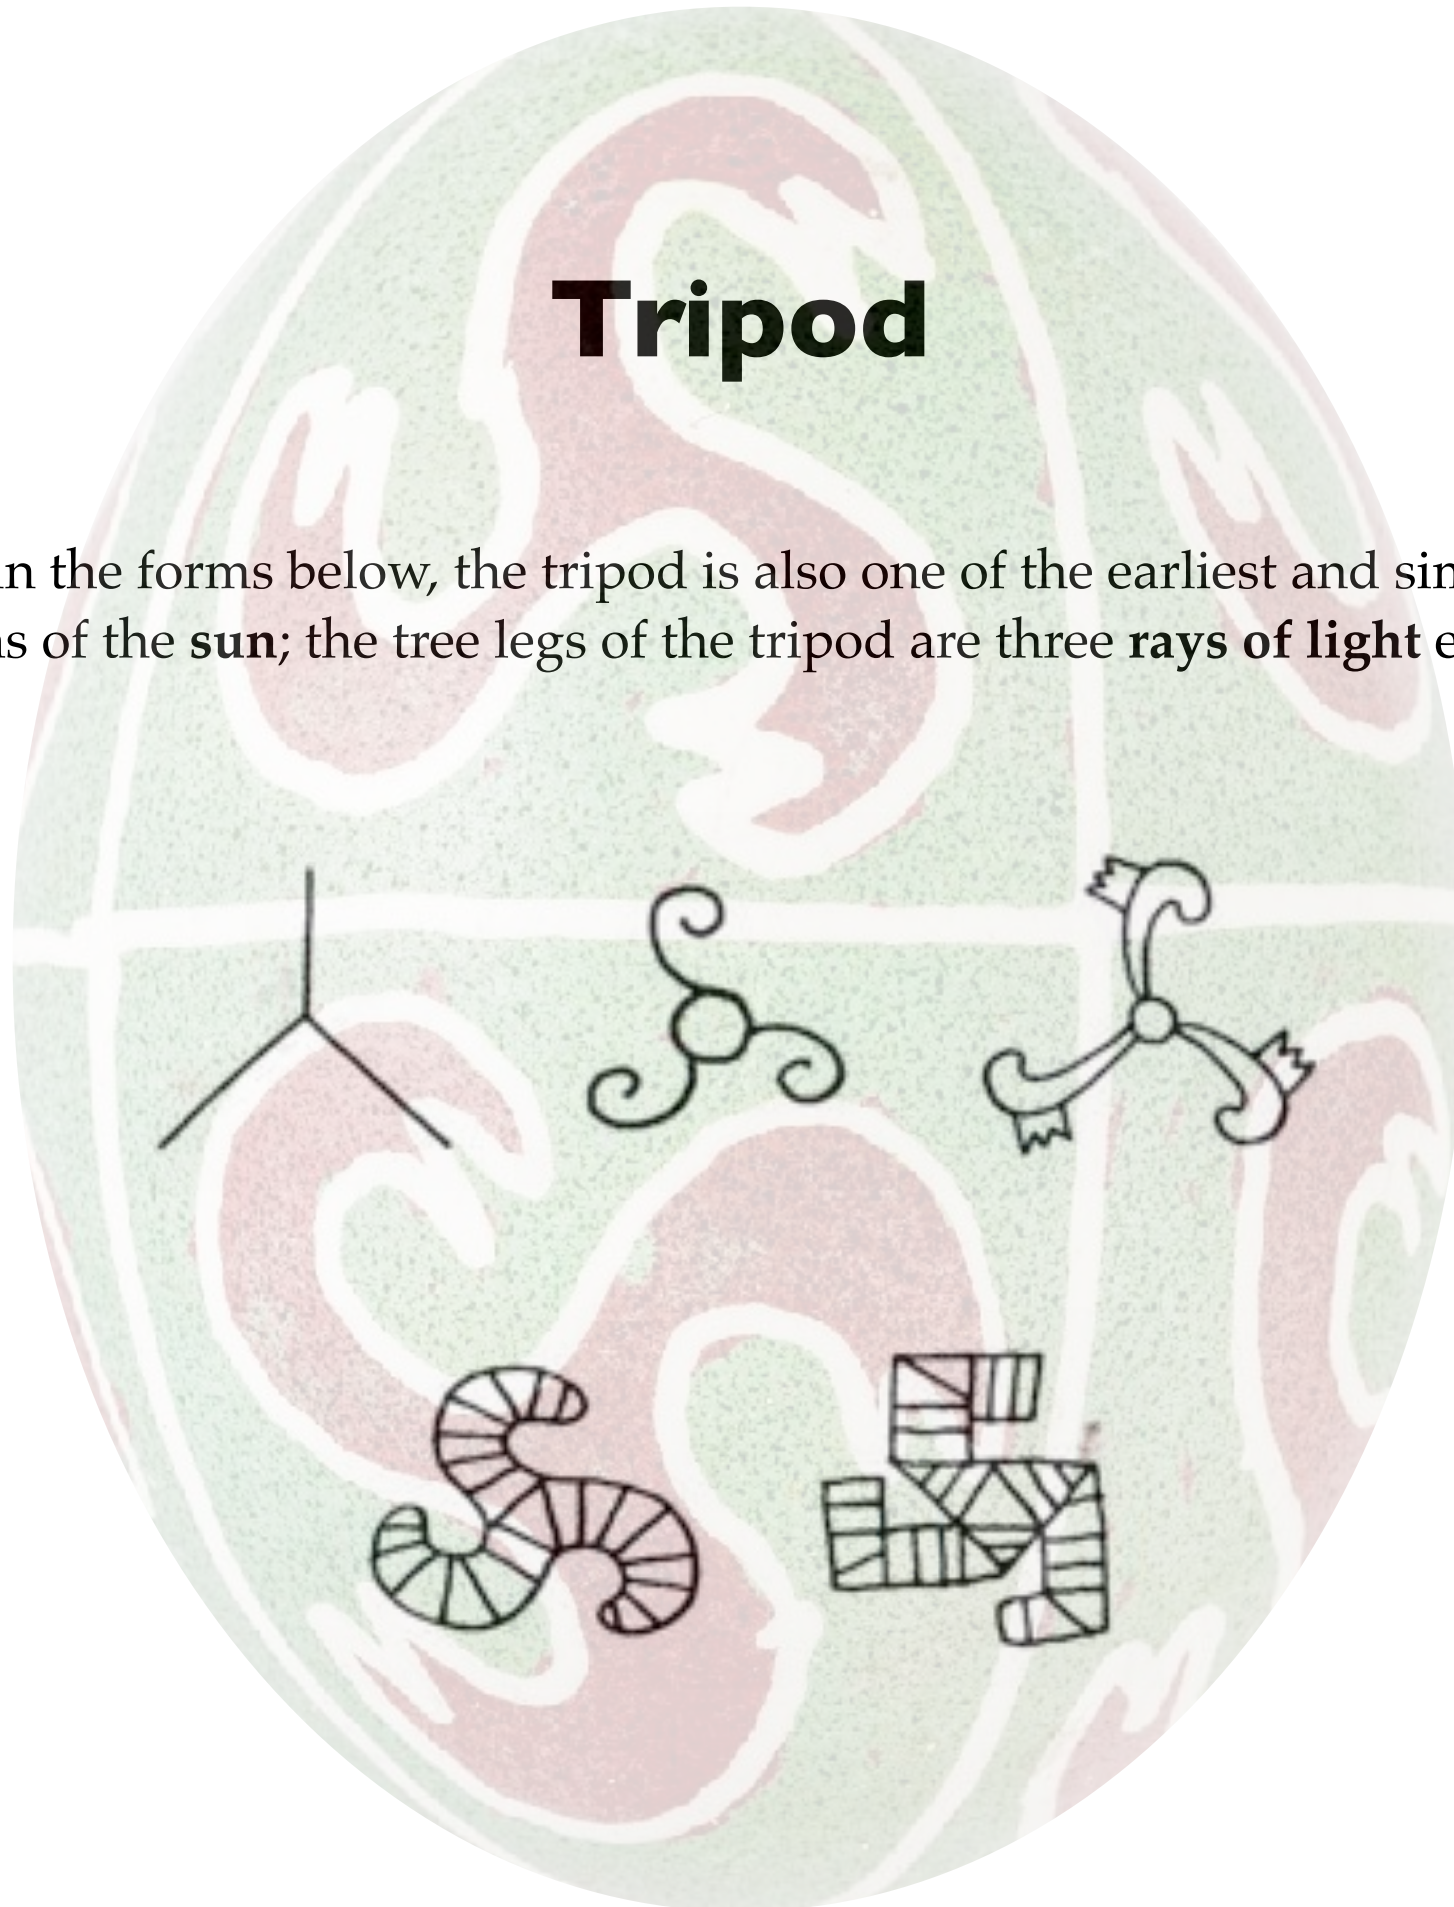 Tripod
in the forms below, the tripod is also one of the earliest and
of the sun; the tree legs of the tripod are three rays of light